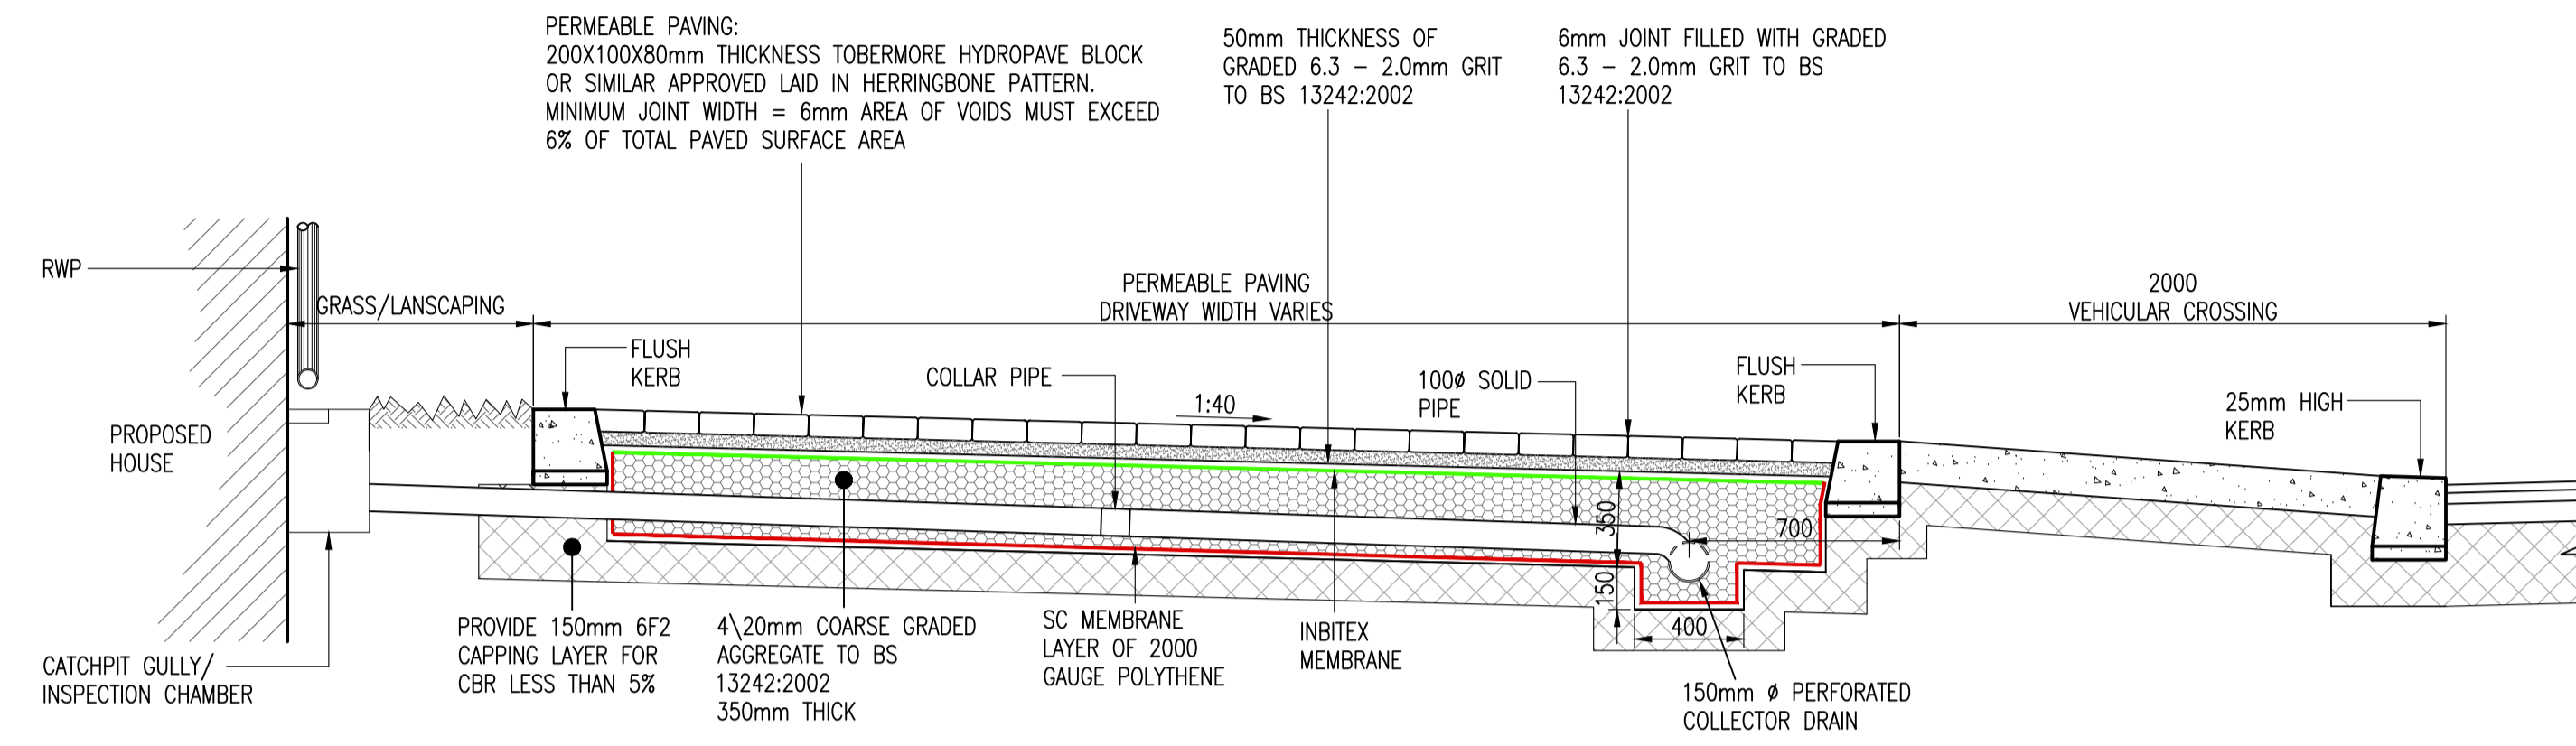 PERMEABLE PAVING:
200X100X80mm THICKNESS TOBERMORE HYDROPAVE BLOCK
OR SIMILAR APPROVED LAID IN HERRINGBONE PATTERN.
MINIMUM JOINT WIDTH = 6mm AREA OF VOIDS MUST EXCEED
6% OF TOTAL PAVED SURFACE AREA
50mm THICKNESS OF
GRADED 6.3 - 2.0mm GRIT
TO BS 13242:2002
6mm JOINT FILLED WITH GRADED
6.3 - 2.0mm GRIT TO BS
13242:2002
RWP
GRASS/LANSCAPING
PERMEABLE PAVING
DRIVEWAY WIDTH VARIES
2000
VEHICULAR CROSSING
FLUSH
KERB
COLLAR PIPE
1:40
100ø SOLID
PIPE
FLUSH
KERB
25mm HIGH
KERB
PROPOSED
HOUSE
350
700
150
400
CATCHPIT GULLY/
INSPECTION CHAMBER
PROVIDE 150mm 6F2
CAPPING LAYER FOR
CBR LESS THAN 5%
4\20mm COARSE GRADED
AGGREGATE TO BS
13242:2002
350mm THICK
SC MEMBRANE
LAYER OF 2000
GAUGE POLYTHENE
INBITEX
MEMBRANE
150mm ø PERFORATED
COLLECTOR DRAIN